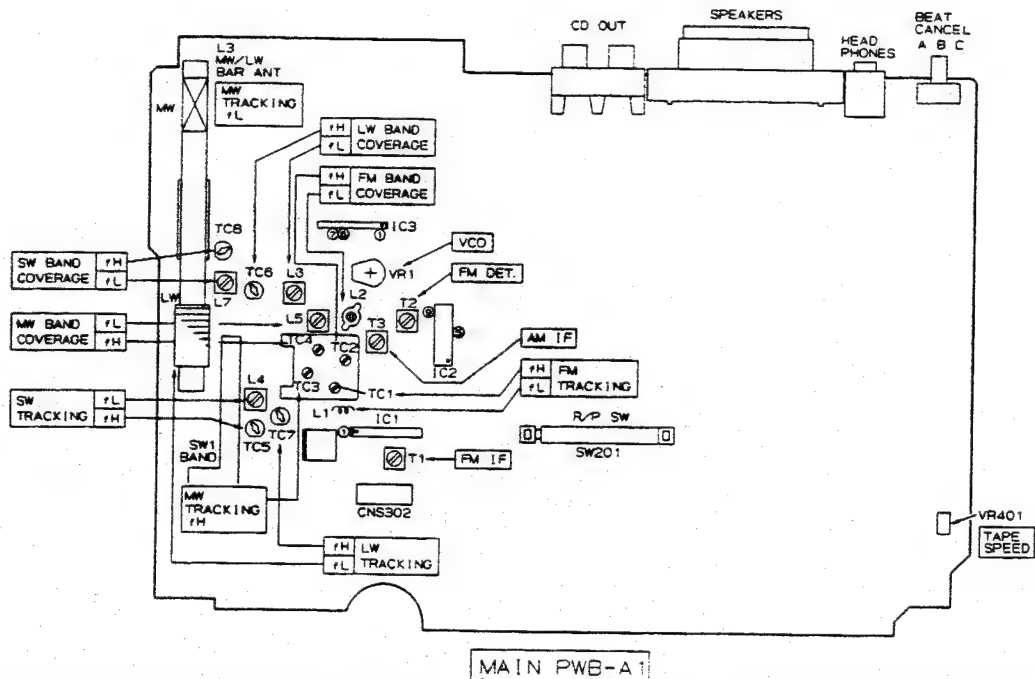 SPEAKERS
CD OUT
BEAT
CANCEL
A B C
HEAD
PHONES
L3
MW/LW
BAR ANT
MW
MW
TRACKING
fL
fH LW BAND
fL COVERAGE
fH FM BAND
fL COVERAGE
IC3
TC8
VCO
VR1
SW BAND fH
COVERAGE fL
TC6
L3
FM DET.
L7
LW
L2
T2
L5
T3
MW BAND fL
COVERAGE fH
TC4
TC2
AM IF
IC2
TC3
TC1
fH FM
fL TRACKING
L4
SW fL
TRACKING fH
L1
IC1
R/P SW
TC7
TC5
SW1
BAND
SW201
T1
FM IF
MW
TRACKING
fH
CNS302
VR401
TAPE
SPEED
fH LW
fL TRACKING
MAIN PWB-A1